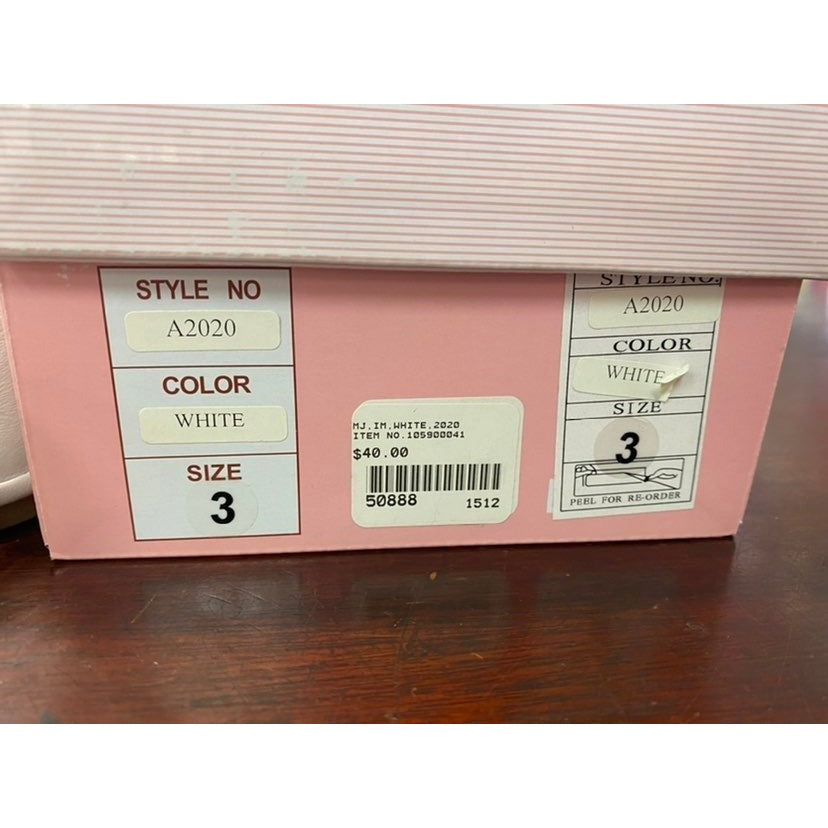 STYLE NO
A2020
COLOR
WHITE
SIZE
3
MJ.IM.WHITE.2020
ITEM NO.105900041
$40.00
50888 1512
STYLE NO.
A2020
COLOR
WHITE
SIZE
3
PEEL FOR RE-ORDER